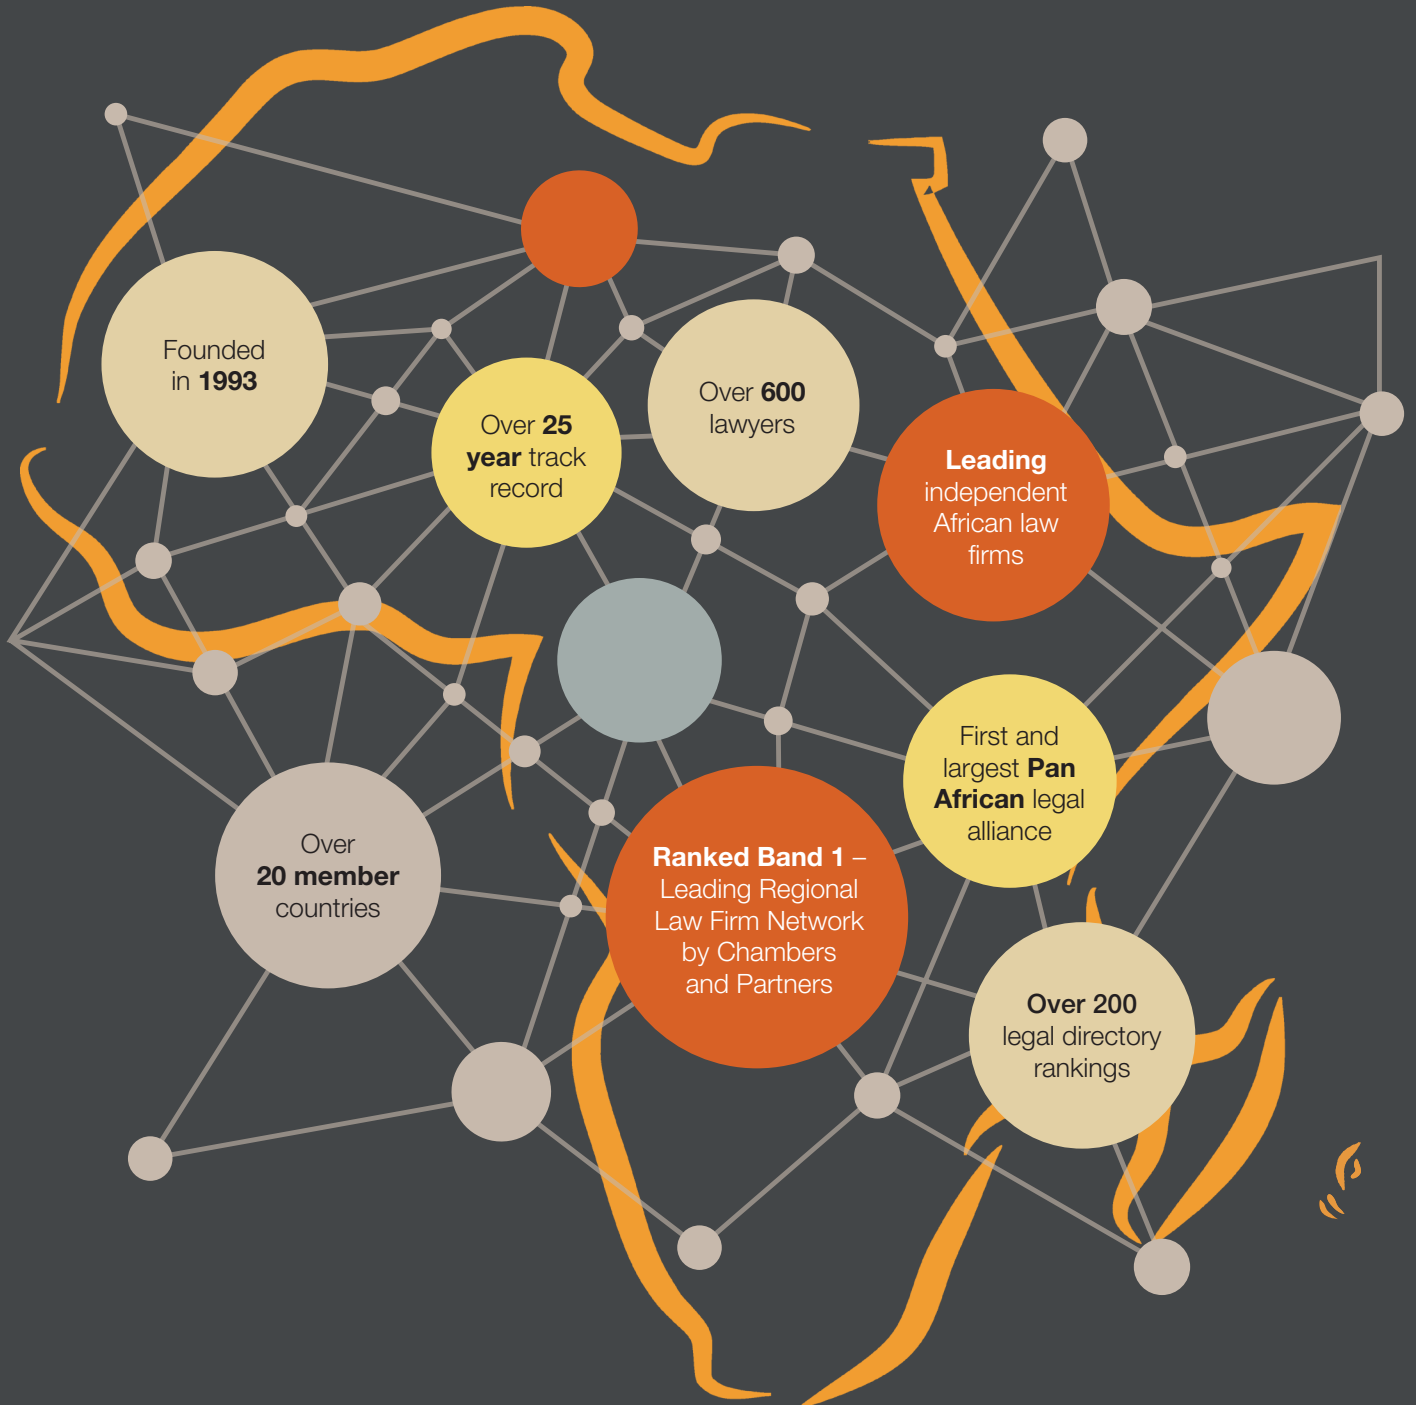 Founded
in 1993
Over 25
year track
record
Over 600
lawyers
Leading
independent
African law
firms
First and
largest Pan
African legal
alliance
Over
20 member
countries
Ranked Band 1 –
Leading Regional
Law Firm Network
by Chambers
and Partners
Over 200
legal directory
rankings